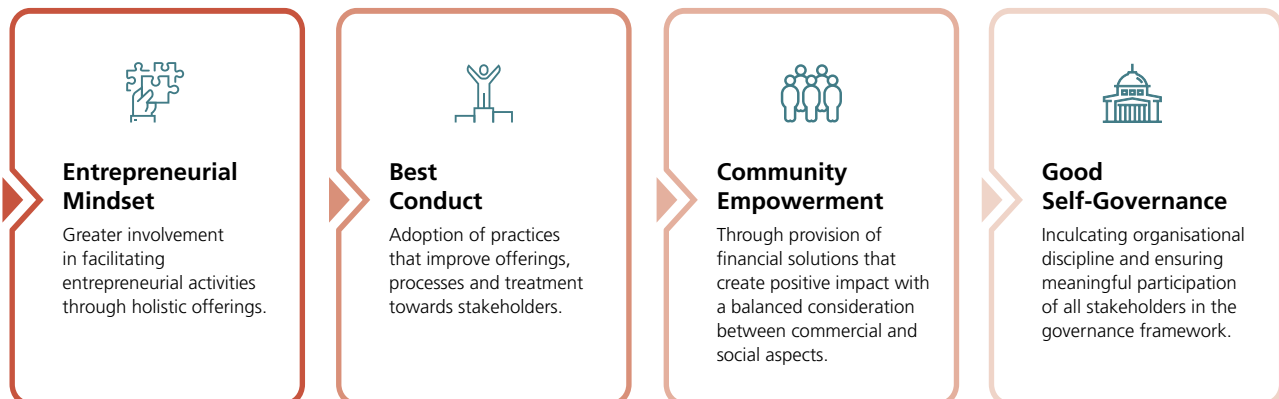 Entrepreneurial
Mindset
Greater involvement
in facilitating
entrepreneurial activities
through holistic offerings.
Best
Conduct
Adoption of practices
that improve offerings,
processes and treatment
towards stakeholders.
Community
Empowerment
Through provision of
financial solutions that
create positive impact with
a balanced consideration
between commercial and
social aspects.
Good
Self-Governance
Inculcating organisational
discipline and ensuring
meaningful participation
of all stakeholders in the
governance framework.